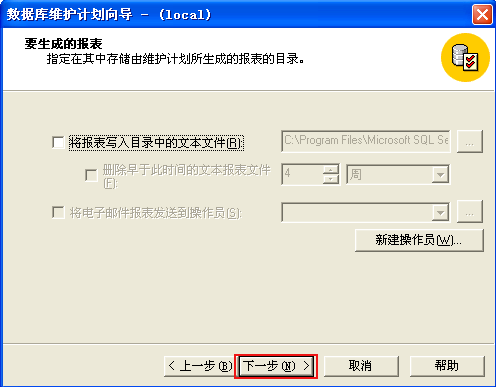 数据库维护计划向导 - (local)
要生成的报表
指定在其中存储由维护计划所生成的报表的目录。
将报表写入目录中的文本文件(R): C:\Program Files\Microsoft SQL Se ...
删除早于此时间的文本报表文件(F): 4 周
将电子邮件报表发送到操作员(S): ...
新建操作员(W)...
< 上一步(B) 下一步(N) > 取消 帮助